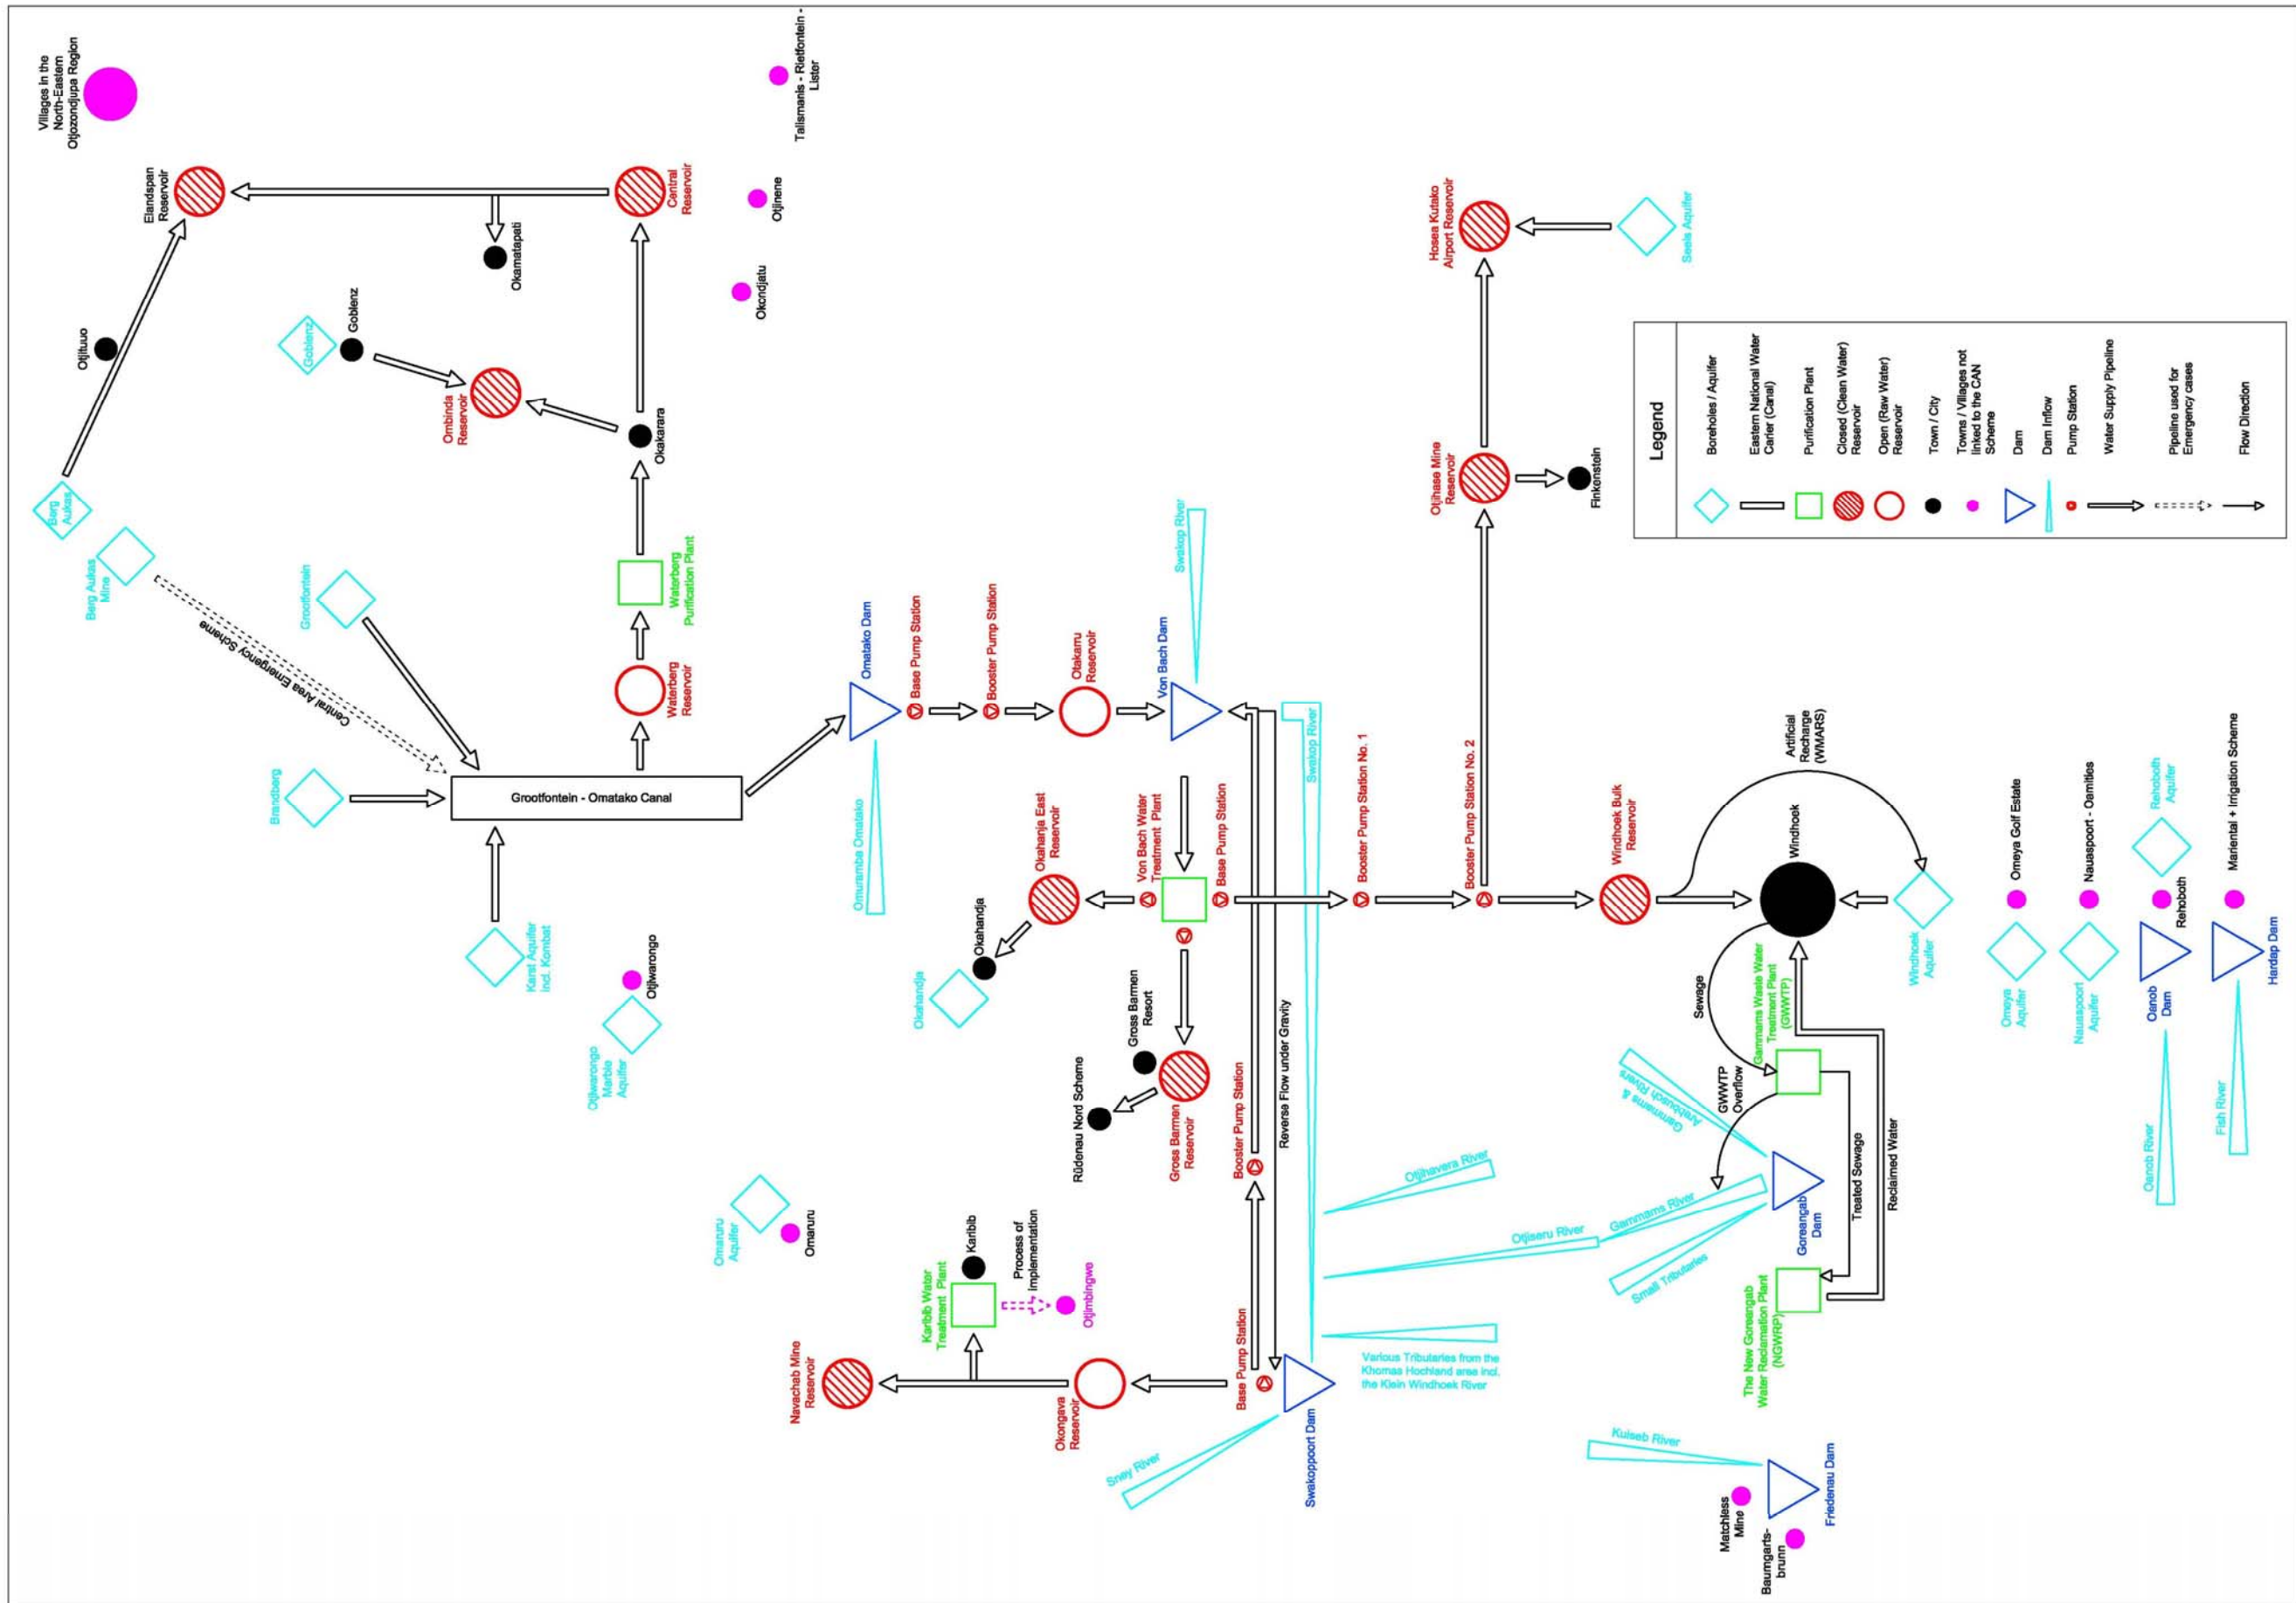 Villages in the
North-Eastern
Otjozondjupa Region
Talismanis - Rietfontein -
Lister
Elandspan
Reservoir
Central
Reservoir
Otjinene
Okamatapati
Okondjatu
Otjituuo
Goblenz
Goblenz
Ombinda
Reservoir
Okakarara
Berg
Aukas
Berg Aukas
Mine
Central Area Emergency Scheme
Grootfontein
Waterberg
Purification Plant
Waterberg
Reservoir
Brandberg
Grootfontein - Omatako Canal
Karst Aquifer
incl. Kombat
Otjiwarongo
Otjiwarongo
Marble
Aquifer
Omaruru
Aquifer
Omaruru
Omatako Dam
Omuramba Omatako
Base Pump Station
Booster Pump Station
Otakarru
Reservoir
Von Bach Dam
Swakop River
Swakop River
Okahanja East
Reservoir
Von Bach Water
Treatment Plant
Base Pump Station
Booster Pump Station No. 1
Booster Pump Station No. 2
Okahandja
Okahandja
Gross Barmen
Resort
Gross Barmen
Reservoir
Rüdenau Nord Scheme
Booster Pump Station
Reverse Flow under Gravity
Base Pump Station
Swakoppoort Dam
Karibib
Karibib Water
Treatment Plant
Process of
implementation
Otjimbingwe
Navachab Mine
Reservoir
Okongava
Reservoir
Sney River
Various Tributaries from the
Khomas Hochland area incl.
the Klein Windhoek River
Otjihavera River
Otjiseru River
Gammams River
Small Tributaries
Gammams &
Arebbusch Rivers
Goreangab
Dam
GWWTP
Overflow
Sewage
Gammams Waste Water
Treatment Plant
(GWWTP)
Treated Sewage
Reclaimed Water
The New Goreangab
Water Reclamation Plant
(NGWRP)
Windhoek Bulk
Reservoir
Windhoek
Artificial
Recharge
(WMARS)
Windhoek
Aquifer
Otjihase Mine
Reservoir
Finkenstein
Hosea Kutako
Airport Reservoir
Seeis Aquifer
Kuiseb River
Friedenau Dam
Matchless
Mine
Baumgarts-
brunn
Omeya Golf Estate
Omeya
Aquifer
Nauaspoort - Oamities
Nauaspoort
Aquifer
Rehoboth
Aquifer
Rehoboth
Oanob
Dam
Oanob River
Mariental + Irrigation Scheme
Hardap Dam
Fish River
Legend
Boreholes / Aquifer
Eastern National Water
Carier (Canal)
Purification Plant
Closed (Clean Water)
Reservoir
Open (Raw Water)
Reservoir
Town / City
Towns / Villages not
linked to the CAN
Scheme
Dam
Dam Inflow
Pump Station
Water Supply Pipeline
Pipeline used for
Emergency cases
Flow Direction